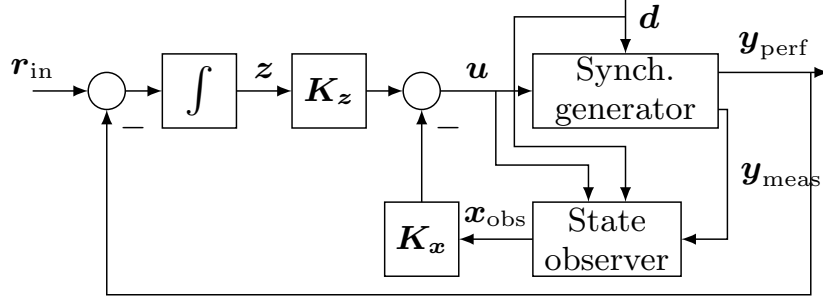 d
r_in
−
∫
z
K_z
−
u
Synch.
generator
y_perf
y_meas
K_x
x_obs
State
observer